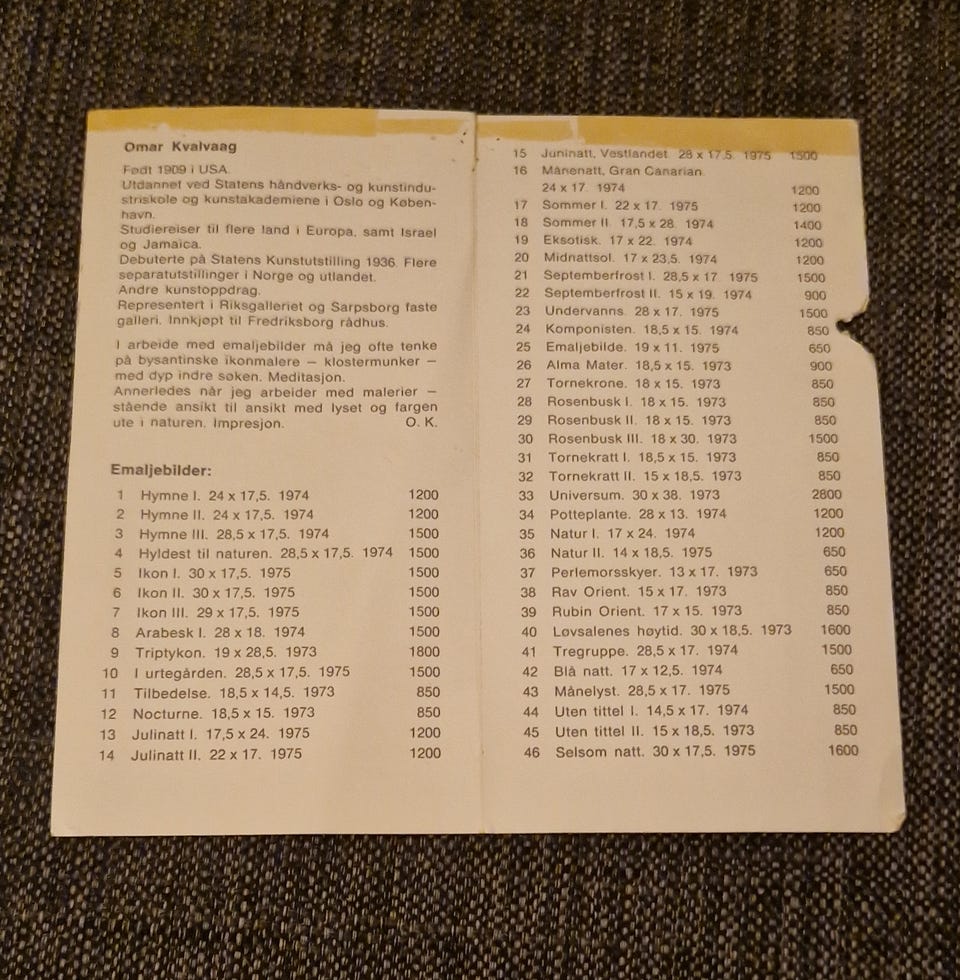 Omar Kvalvaag
Født 1909 i USA.
Utdannet ved Statens håndverks- og kunstindu-
striskole og kunstakademiene i Oslo og Køben-
havn.
Studiereiser til flere land i Europa, samt Israel
og Jamaica.
Debuterte på Statens Kunstutstilling 1936. Flere
separatutstillinger i Norge og utlandet.
Andre kunstoppdrag.
Representert i Riksgalleriet og Sarpsborg faste
galleri. Innkjøpt til Fredriksborg rådhus.
I arbeide med emaljebilder må jeg ofte tenke
på bysantinske ikonmalere – klostermunker –
med dyp indre søken. Meditasjon.
Annerledes når jeg arbeider med malerier –
stående ansikt til ansikt med lyset og fargen
ute i naturen. Impresjon. O. K.
Emaljebilder:
1 Hymne I. 24 x 17,5. 1974 1200
2 Hymne II. 24 x 17,5. 1974 1200
3 Hymne III. 28,5 x 17,5. 1974 1500
4 Hyldest til naturen. 28,5 x 17,5. 1974 1500
5 Ikon I. 30 x 17,5. 1975 1500
6 Ikon II. 30 x 17,5. 1975 1500
7 Ikon III. 29 x 17,5. 1975 1500
8 Arabesk I. 28 x 18. 1974 1500
9 Triptykon. 19 x 28,5. 1973 1800
10 I urtegården. 28,5 x 17,5. 1975 1500
11 Tilbedelse. 18,5 x 14,5. 1973 850
12 Nocturne. 18,5 x 15. 1973 850
13 Julinatt I. 17,5 x 24. 1975 1200
14 Julinatt II. 22 x 17. 1975 1200
15 Juninatt, Vestlandet 28 x 17,5. 1975 1500
16 Månenatt, Gran Canarian.
24 x 17. 1974 1200
17 Sommer I. 22 x 17. 1975 1200
18 Sommer II. 17,5 x 28. 1974 1400
19 Eksotisk. 17 x 22. 1974 1200
20 Midnattsol. 17 x 23,5. 1974 1200
21 Septemberfrost I. 28,5 x 17. 1975 1500
22 Septemberfrost II. 15 x 19. 1974 900
23 Undervanns. 28 x 17. 1975 1500
24 Komponisten. 18,5 x 15. 1974 850
25 Emaljebilde. 19 x 11. 1975 650
26 Alma Mater. 18,5 x 15. 1973 900
27 Tornekrone. 18 x 15. 1973 850
28 Rosenbusk I. 18 x 15. 1973 850
29 Rosenbusk II. 18 x 15. 1973 850
30 Rosenbusk III. 18 x 30. 1973 1500
31 Tornekratt I. 18,5 x 15. 1973 850
32 Tornekratt II. 15 x 18,5. 1973 850
33 Universum. 30 x 38. 1973 2800
34 Potteplante. 28 x 13. 1974 1200
35 Natur I. 17 x 24. 1974 1200
36 Natur II. 14 x 18,5. 1975 650
37 Perlemorsskyer. 13 x 17. 1973 650
38 Rav Orient. 15 x 17. 1973 850
39 Rubin Orient. 17 x 15. 1973 850
40 Løvsalenes høytid. 30 x 18,5. 1973 1600
41 Tregruppe. 28,5 x 17. 1974 1500
42 Blå natt. 17 x 12,5. 1974 650
43 Månelyst. 28,5 x 17. 1975 1500
44 Uten tittel I. 14,5 x 17. 1974 850
45 Uten tittel II. 15 x 18,5. 1973 850
46 Selsom natt. 30 x 17,5. 1975 1600